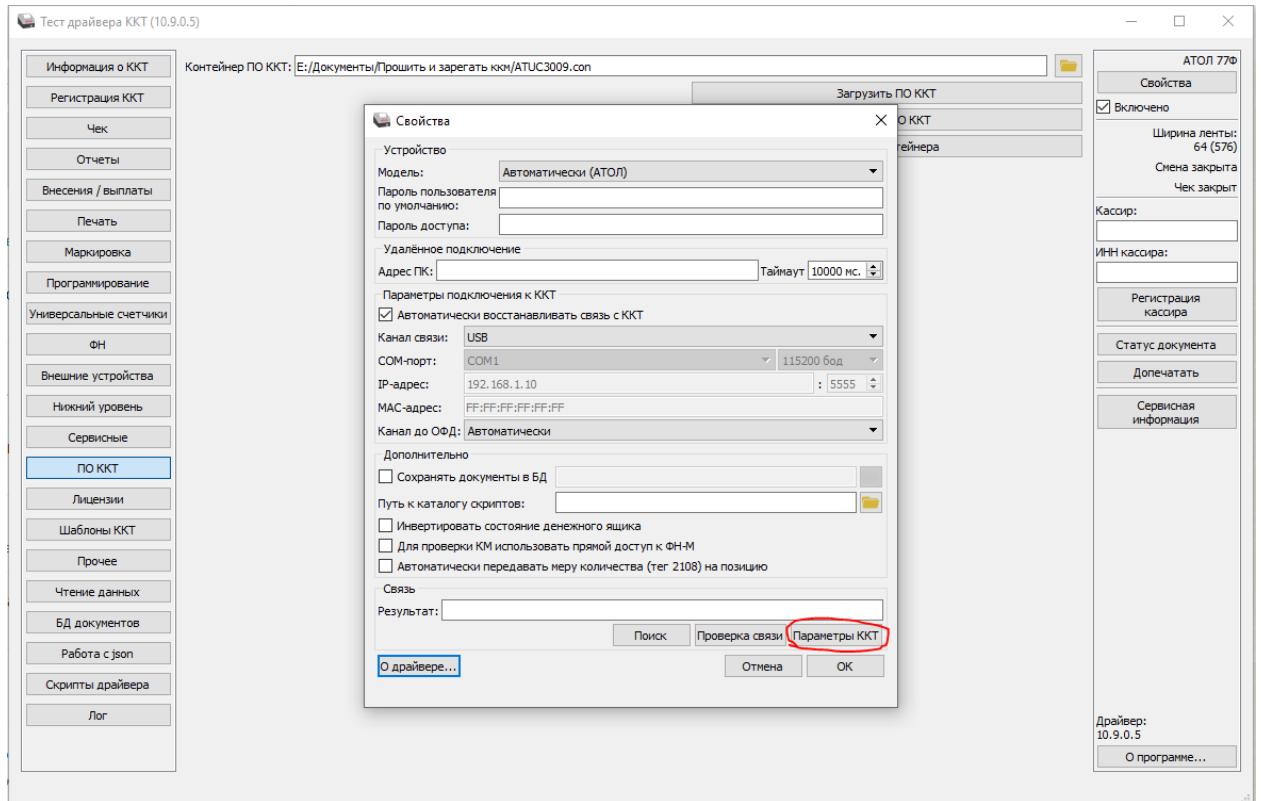 Тест драйвера ККТ (10.9.0.5)
Информация о ККТ
Регистрация ККТ
Чек
Отчеты
Внесения / выплаты
Печать
Маркировка
Программирование
Универсальные счетчики
ФН
Внешние устройства
Нижний уровень
Сервисные
ПО ККТ
Лицензии
Шаблоны ККТ
Прочее
Чтение данных
БД документов
Работа с json
Скрипты драйвера
Лог
Контейнер ПО ККТ: E:/Документы/Прошить и зарегать ккм/ATUC3009.con
Загрузить ПО ККТ
О ККТ
тейнера
Свойства
Устройство
Модель: Автоматически (АТОЛ)
Пароль пользователя
по умолчанию:
Пароль доступа:
Удалённое подключение
Адрес ПК: Таймаут 10000 мс.
Параметры подключения к ККТ
Автоматически восстанавливать связь с ККТ
Канал связи: USB
COM-порт: COM1 115200 бод
IP-адрес: 192.168.1.10 : 5555
MAC-адрес: FF:FF:FF:FF:FF:FF
Канал до ОФД: Автоматически
Дополнительно
Сохранять документы в БД
Путь к каталогу скриптов:
Инвертировать состояние денежного ящика
Для проверки КМ использовать прямой доступ к ФН-М
Автоматически передавать меру количества (тег 2108) на позицию
Связь
Результат:
Поиск Проверка связи Параметры ККТ
О драйвере... Отмена ОК
АТОЛ 77Ф
Свойства
Включено
Ширина ленты:
64 (576)
Смена закрыта
Чек закрыт
Кассир:
ИНН кассира:
Регистрация
кассира
Статус документа
Допечатать
Сервисная
информация
Драйвер:
10.9.0.5
О программе...